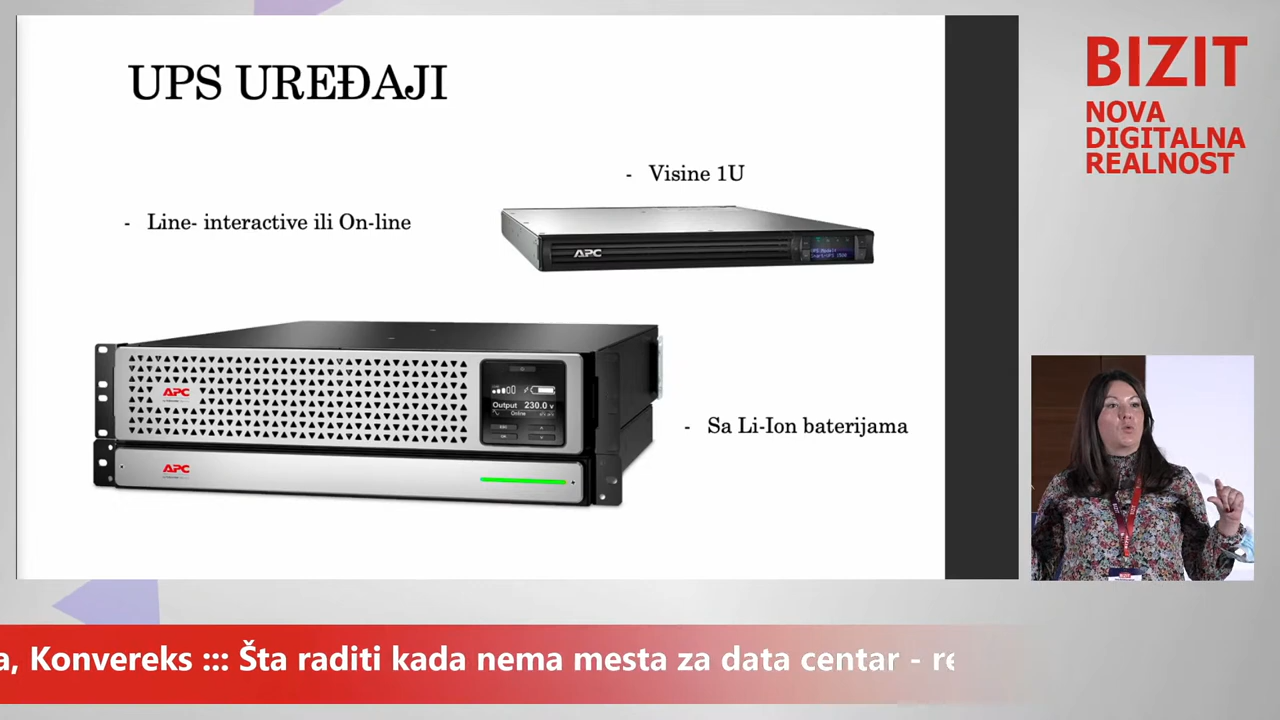 UPS UREĐAJI
- Visine 1U
- Line- interactive ili On-line
APC
APC
Output 230.0 v
Online
APC
- Sa Li-Ion baterijama
BIZIT
NOVA
DIGITALNA
REALNOST
a, Konvereks ::: Šta raditi kada nema mesta za data centar - re